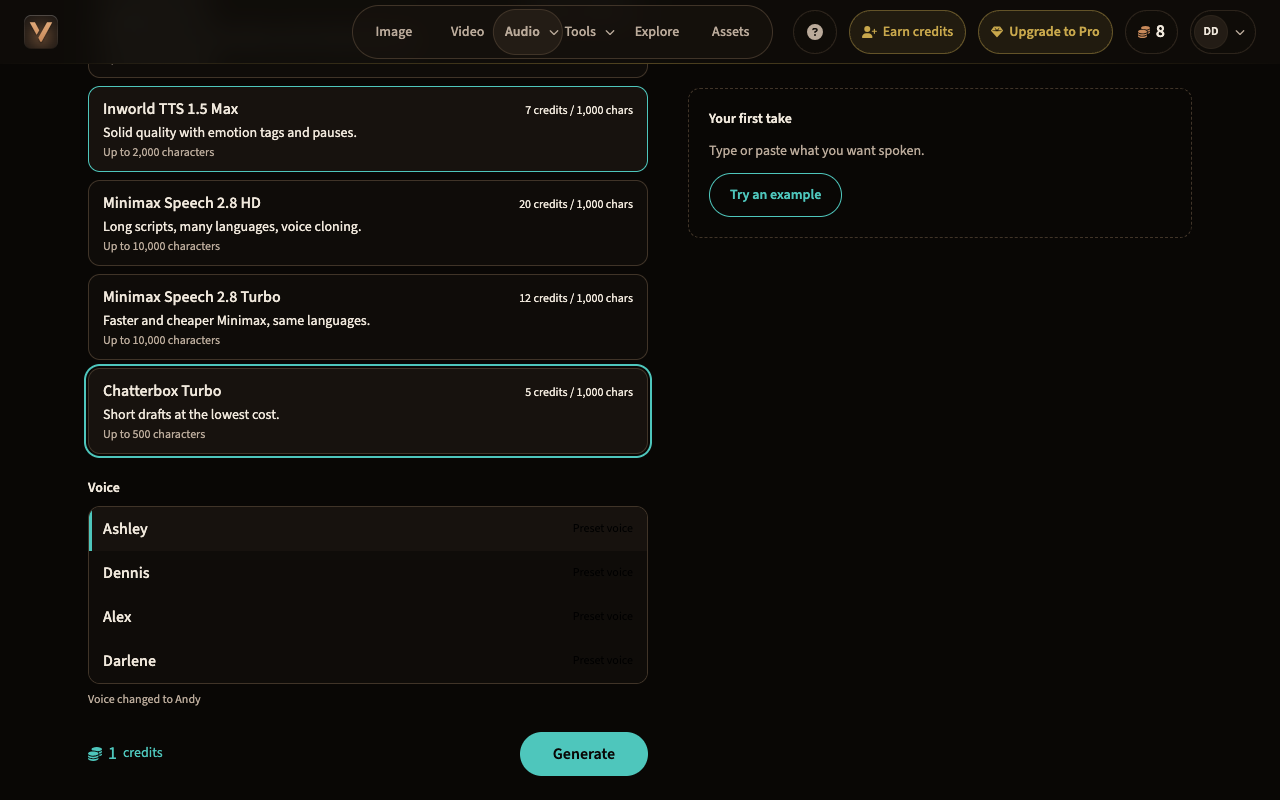 Image
Video
Audio
Tools
Explore
Assets
?
Earn credits
Upgrade to Pro
8
DD
Inworld TTS 1.5 Max
7 credits / 1,000 chars
Solid quality with emotion tags and pauses.
Up to 2,000 characters
Minimax Speech 2.8 HD
20 credits / 1,000 chars
Long scripts, many languages, voice cloning.
Up to 10,000 characters
Minimax Speech 2.8 Turbo
12 credits / 1,000 chars
Faster and cheaper Minimax, same languages.
Up to 10,000 characters
Chatterbox Turbo
5 credits / 1,000 chars
Short drafts at the lowest cost.
Up to 500 characters
Voice
Ashley
Preset voice
Dennis
Preset voice
Alex
Preset voice
Darlene
Preset voice
Voice changed to Andy
1 credits
Generate
Your first take
Type or paste what you want spoken.
Try an example